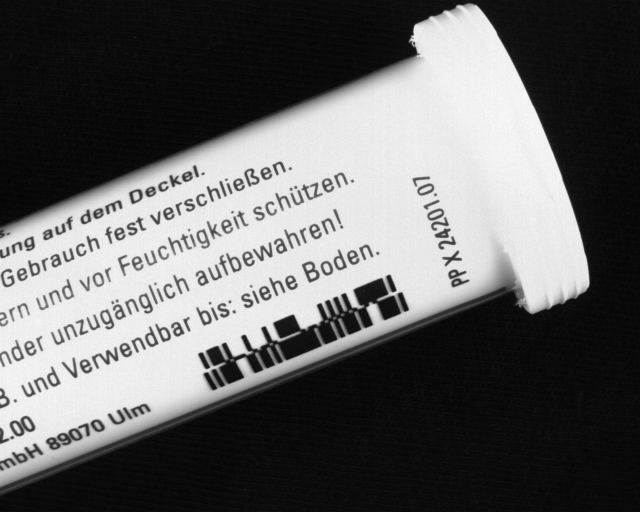 s.
ung auf dem Deckel.
Gebrauch fest verschließen.
ern und vor Feuchtigkeit schützen.
nder unzugänglich aufbewahren!
B. und Verwendbar bis: siehe Boden.
2.00
mbH 89070 Ulm
PP X 24201.07